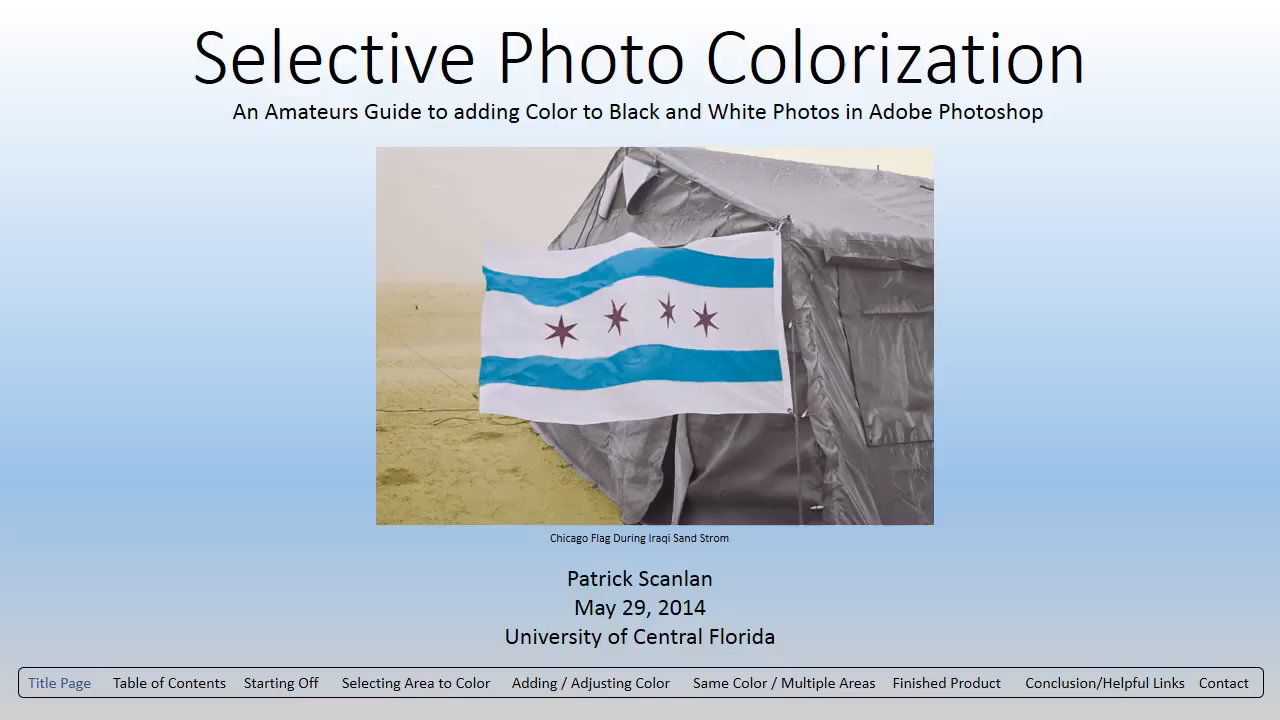 Selective Photo Colorization
An Amateurs Guide to adding Color to Black and White Photos in Adobe Photoshop
Chicago Flag During Iraqi Sand Strom
Patrick Scanlan
May 29, 2014
University of Central Florida
Title Page Table of Contents Starting Off Selecting Area to Color Adding / Adjusting Color Same Color / Multiple Areas Finished Product Conclusion/Helpful Links Contact